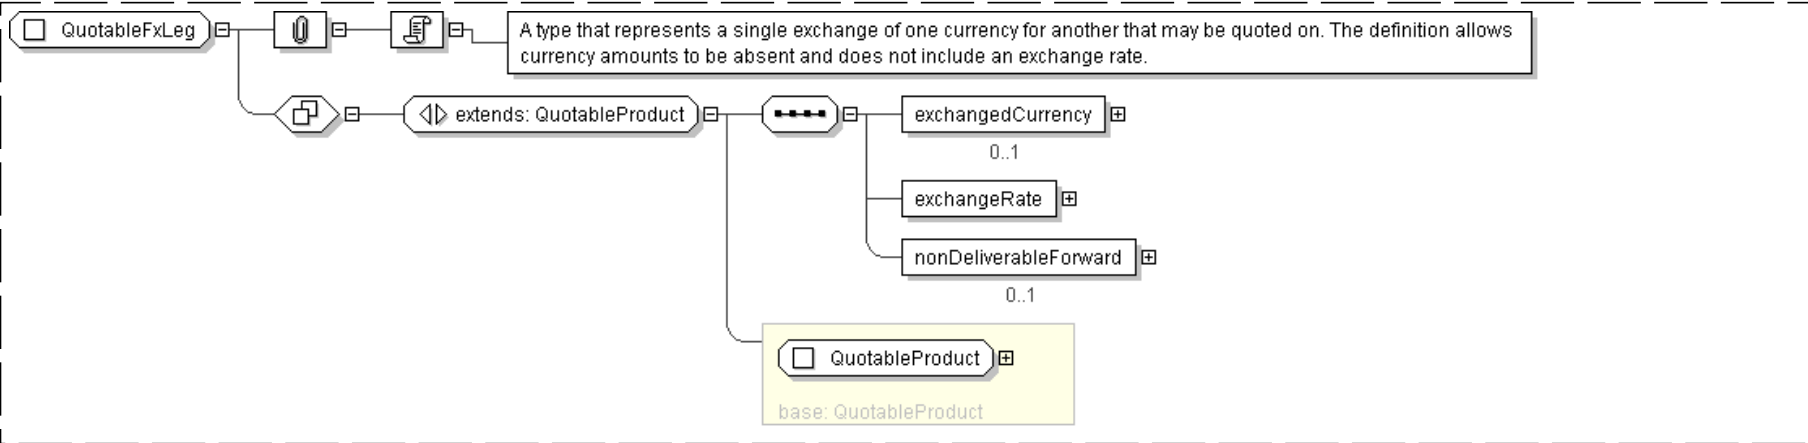 QuotableFxLeg
A type that represents a single exchange of one currency for another that may be quoted on. The definition allows
currency amounts to be absent and does not include an exchange rate.
extends: QuotableProduct
exchangedCurrency
0..1
exchangeRate
nonDeliverableForward
0..1
QuotableProduct
base: QuotableProduct